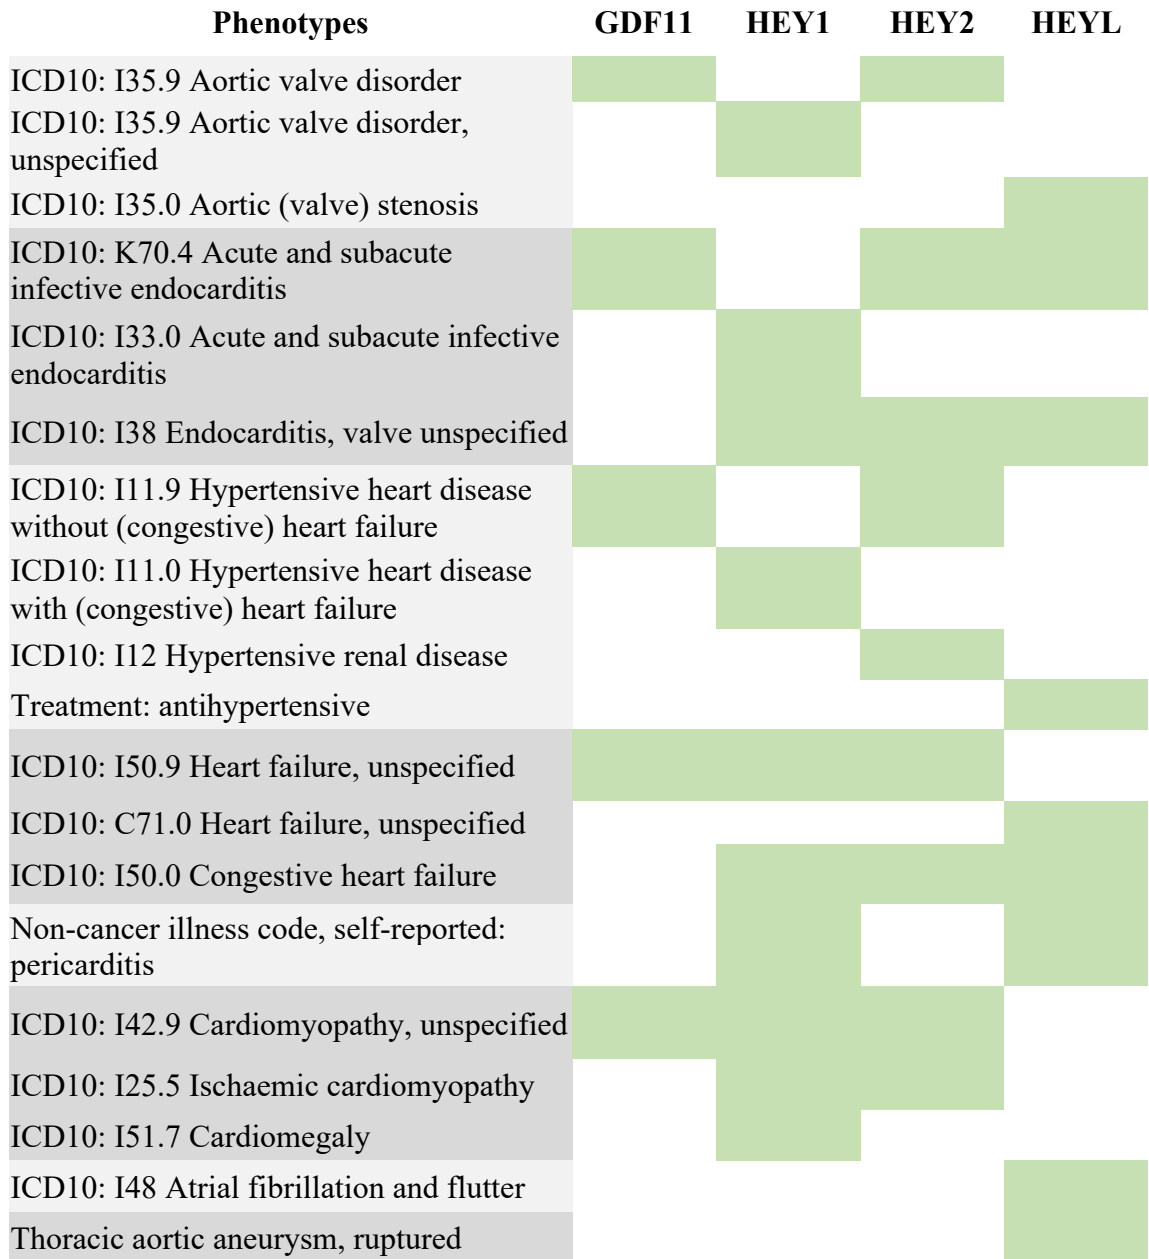 Phenotypes GDF11 HEY1 HEY2 HEYL
ICD10: I35.9 Aortic valve disorder
ICD10: I35.9 Aortic valve disorder,
unspecified
ICD10: I35.0 Aortic (valve) stenosis
ICD10: K70.4 Acute and subacute
infective endocarditis
ICD10: I33.0 Acute and subacute infective
endocarditis
ICD10: I38 Endocarditis, valve unspecified
ICD10: I11.9 Hypertensive heart disease
without (congestive) heart failure
ICD10: I11.0 Hypertensive heart disease
with (congestive) heart failure
ICD10: I12 Hypertensive renal disease
Treatment: antihypertensive
ICD10: I50.9 Heart failure, unspecified
ICD10: C71.0 Heart failure, unspecified
ICD10: I50.0 Congestive heart failure
Non-cancer illness code, self-reported:
pericarditis
ICD10: I42.9 Cardiomyopathy, unspecified
ICD10: I25.5 Ischaemic cardiomyopathy
ICD10: I51.7 Cardiomegaly
ICD10: I48 Atrial fibrillation and flutter
Thoracic aortic aneurysm, ruptured